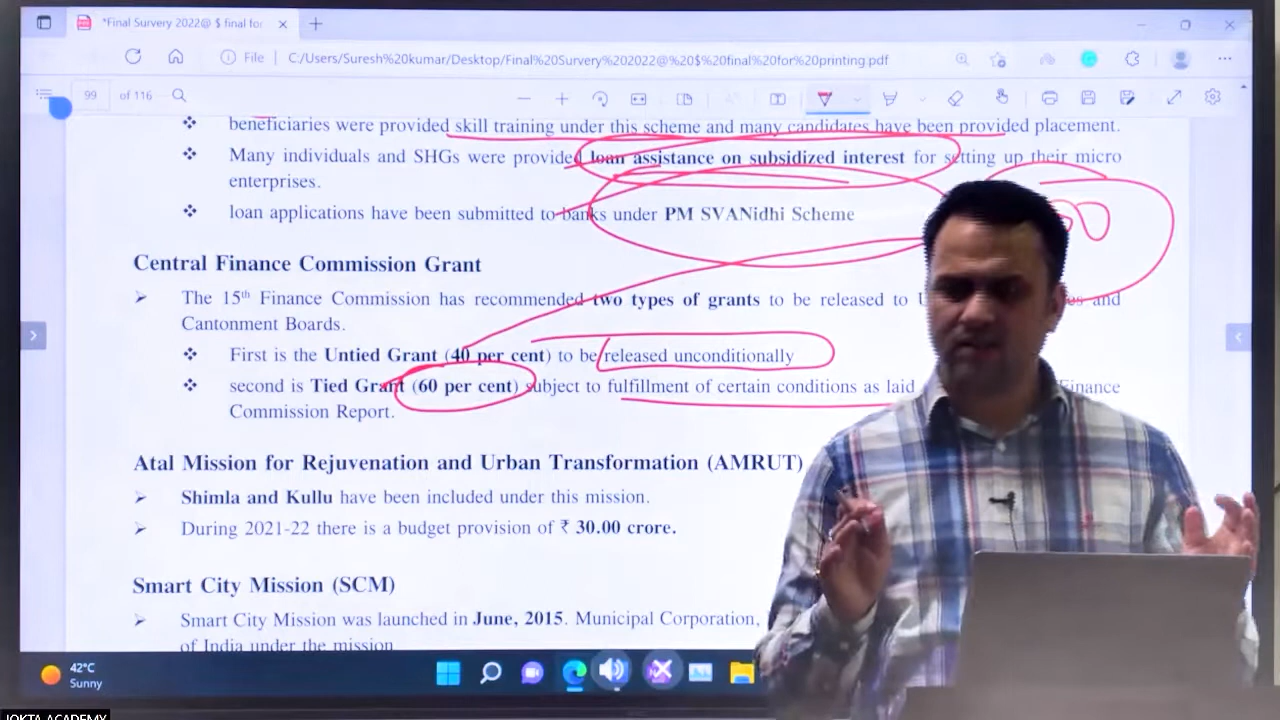 *Final Survery 2022@ $ final for
File C:/Users/Suresh%20kumar/Desktop/Final%20Survery%202022@%20$%20final%20for%20printing.pdf
99 of 116
❖ beneficiaries were provided skill training under this scheme and many candidates have been provided placement.
❖ Many individuals and SHGs were provided loan assistance on subsidized interest for setting up their micro
enterprises.
❖ loan applications have been submitted to banks under PM SVANidhi Scheme
Central Finance Commission Grant
➢ The 15th Finance Commission has recommended two types of grants to be released to and
Cantonment Boards.
❖ First is the Untied Grant (40 per cent) to be released unconditionally
❖ second is Tied Grant (60 per cent) subject to fulfillment of certain conditions as laid Finance
Commission Report.
Atal Mission for Rejuvenation and Urban Transformation (AMRUT)
➢ Shimla and Kullu have been included under this mission.
➢ During 2021-22 there is a budget provision of ₹ 30.00 crore.
Smart City Mission (SCM)
➢ Smart City Mission was launched in June, 2015. Municipal Corporation,
of India under the mission
42°C
Sunny
JOKTA ACADEMY